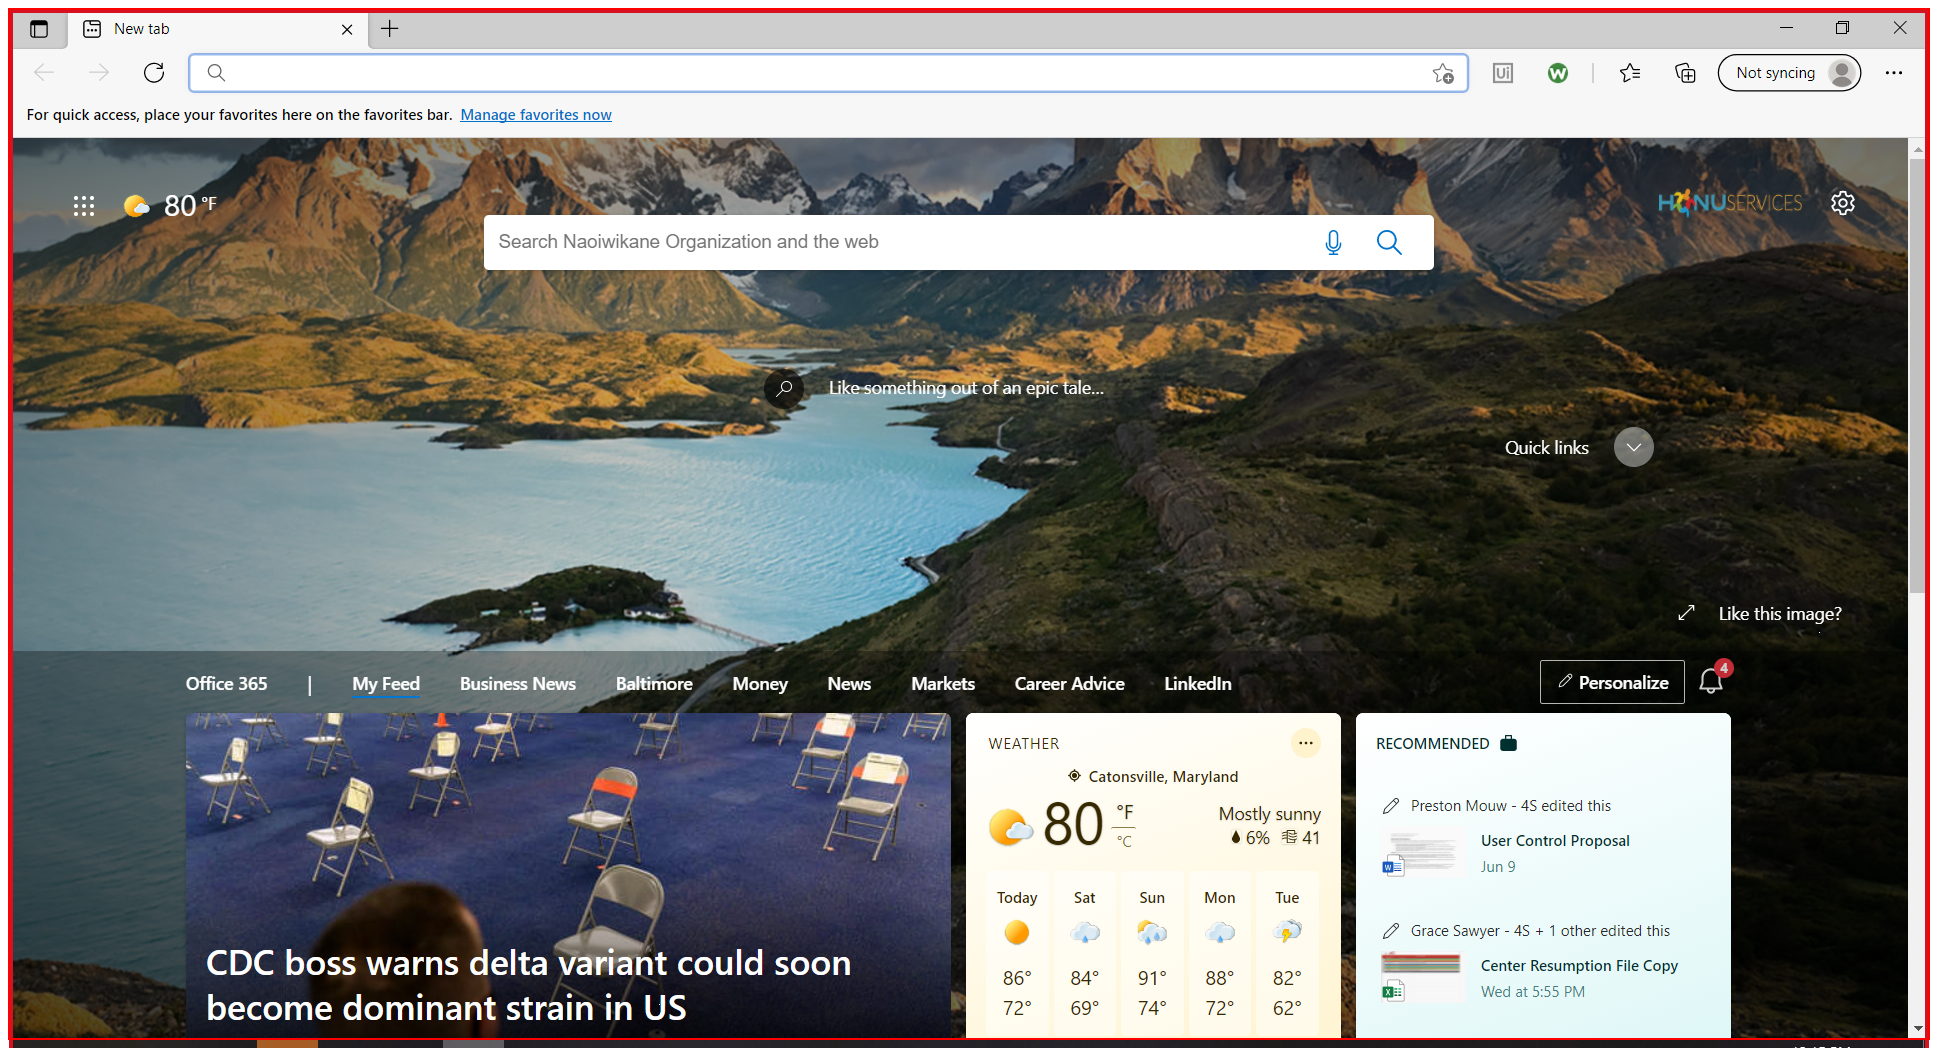 New tab
Not syncing
For quick access, place your favorites here on the favorites bar. Manage favorites now
80 °F
HONUSERVICES
Search Naoiwikane Organization and the web
Like something out of an epic tale...
Quick links
Like this image?
Office 365 | My Feed Business News Baltimore Money News Markets Career Advice LinkedIn
Personalize
4
CDC boss warns delta variant could soon
become dominant strain in US
WEATHER
Catonsville, Maryland
80 °F
°C
Mostly sunny
6% 41
Today Sat Sun Mon Tue
86° 84° 91° 88° 82°
72° 69° 74° 72° 62°
RECOMMENDED
Preston Mouw - 4S edited this
User Control Proposal
Jun 9
Grace Sawyer - 4S + 1 other edited this
Center Resumption File Copy
Wed at 5:55 PM